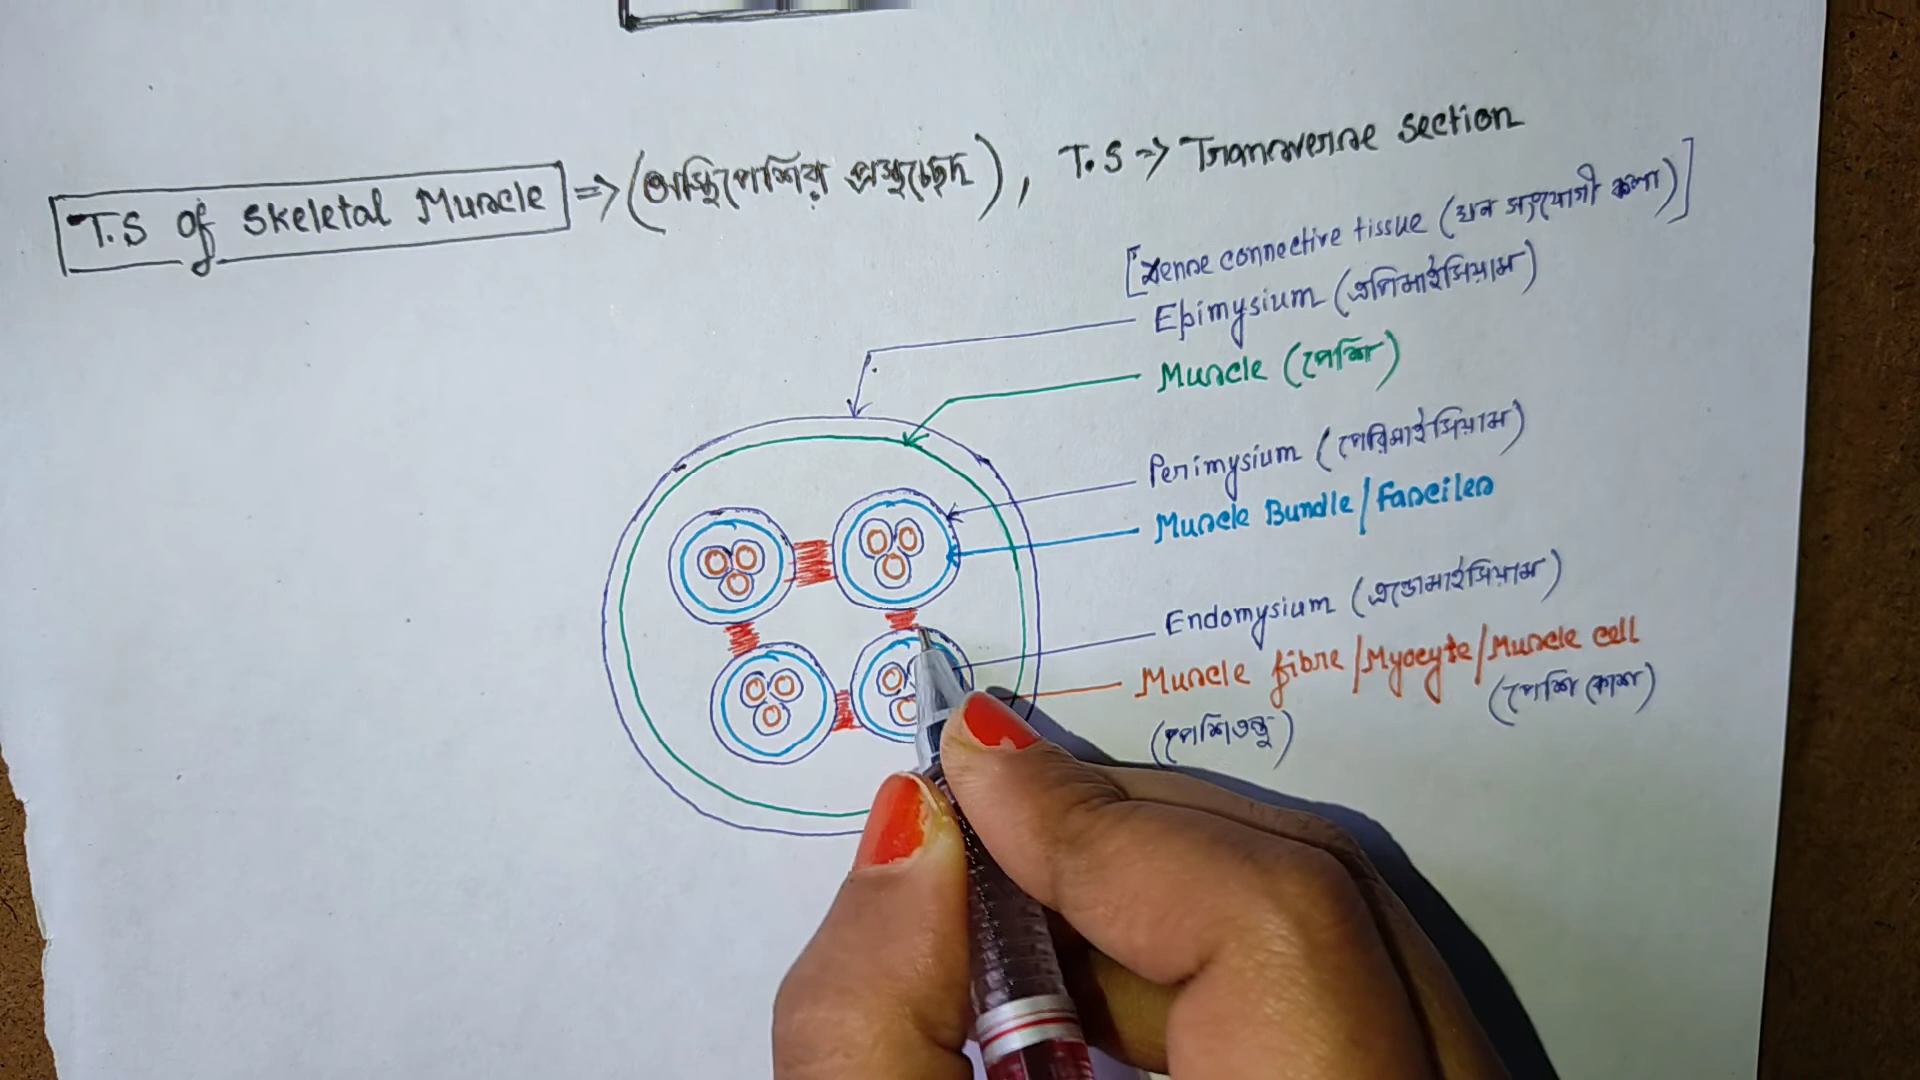 T.S of Skeletal Muscle => (অস্থিপেশির প্রস্থচ্ছেদ), T.S => Transverse section
[Dense connective tissue (ঘন সংযোগী কলা)]
Epimysium (এপিমাইসিয়াম)
Muscle (পেশি)
Perimysium (পেরিমাইসিয়াম)
Muscle Bundle/Fasciles
Endomysium (এন্ডোমাইসিয়াম)
Muscle fibre/Myocyte/Muscle cell
(পেশিতন্তু) (পেশি কোশ)